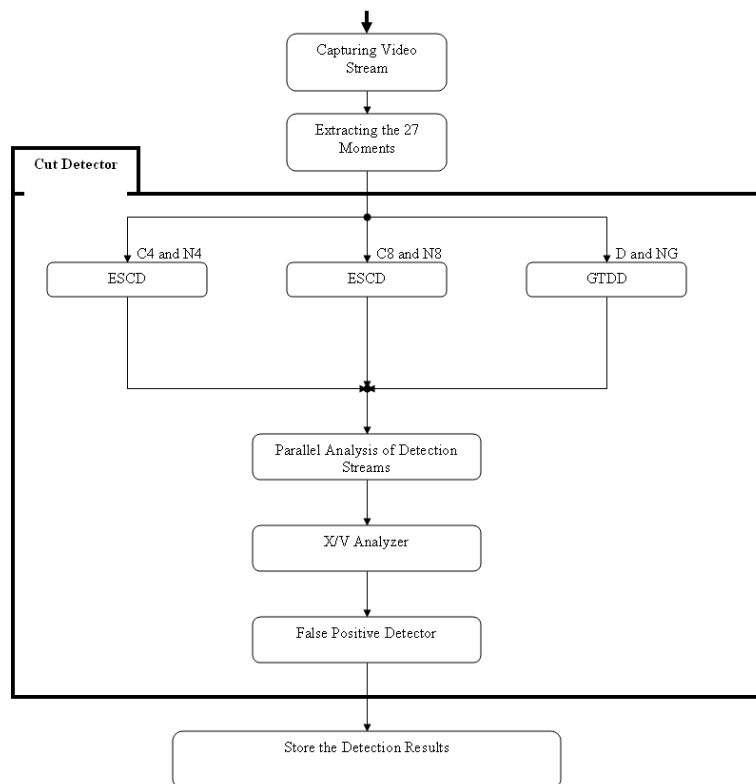 Capturing Video
Stream
Extracting the 27
Moments
Cut Detector
C4 and N4
C8 and N8
D and NG
ESCD
ESCD
GTDD
Parallel Analysis of Detection
Streams
X/V Analyzer
False Positive Detector
Store the Detection Results